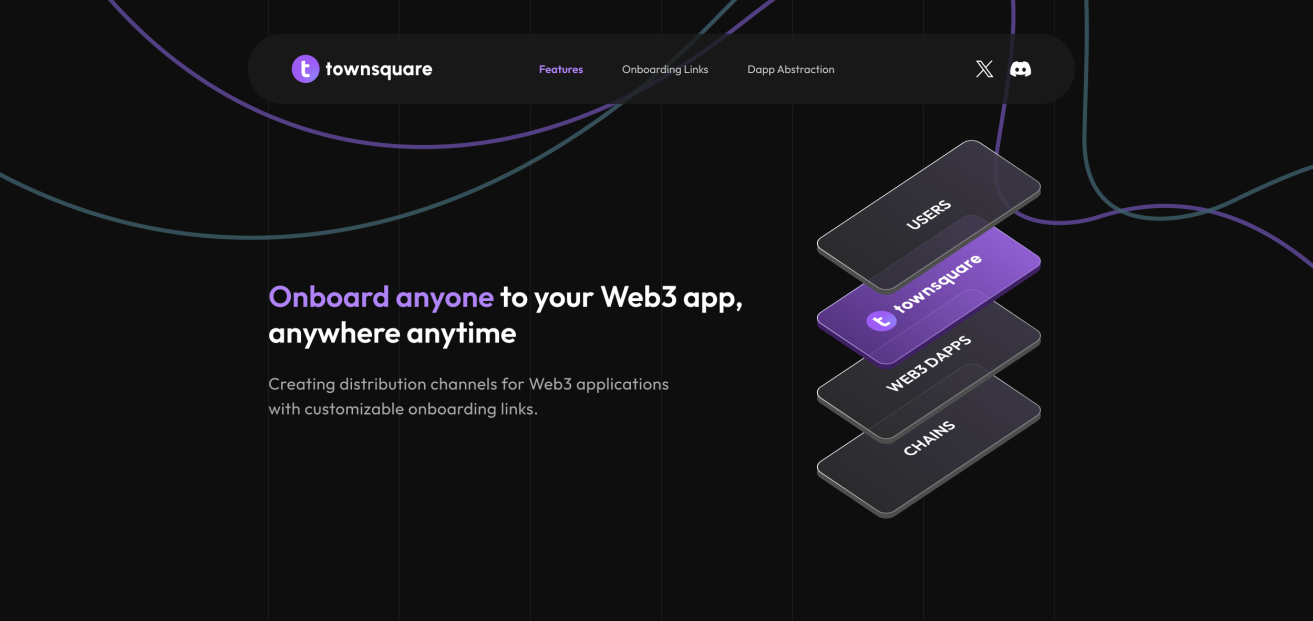 t townsquare
Features
Onboarding Links
Dapp Abstraction
Onboard anyone to your Web3 app,
anywhere anytime
Creating distribution channels for Web3 applications
with customizable onboarding links.
USERS
t townsquare
WEB3 DAPPS
CHAINS